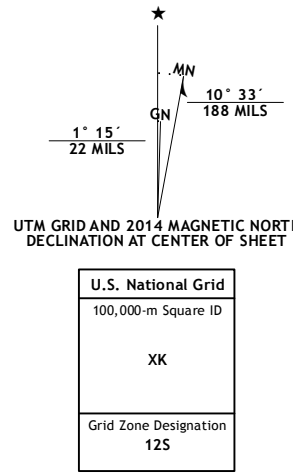 MN
GN
10° 33´
188 MILS
1° 15´
22 MILS
UTM GRID AND 2014 MAGNETIC NORTH
DECLINATION AT CENTER OF SHEET
U.S. National Grid
100,000-m Square ID
XK
Grid Zone Designation
12S